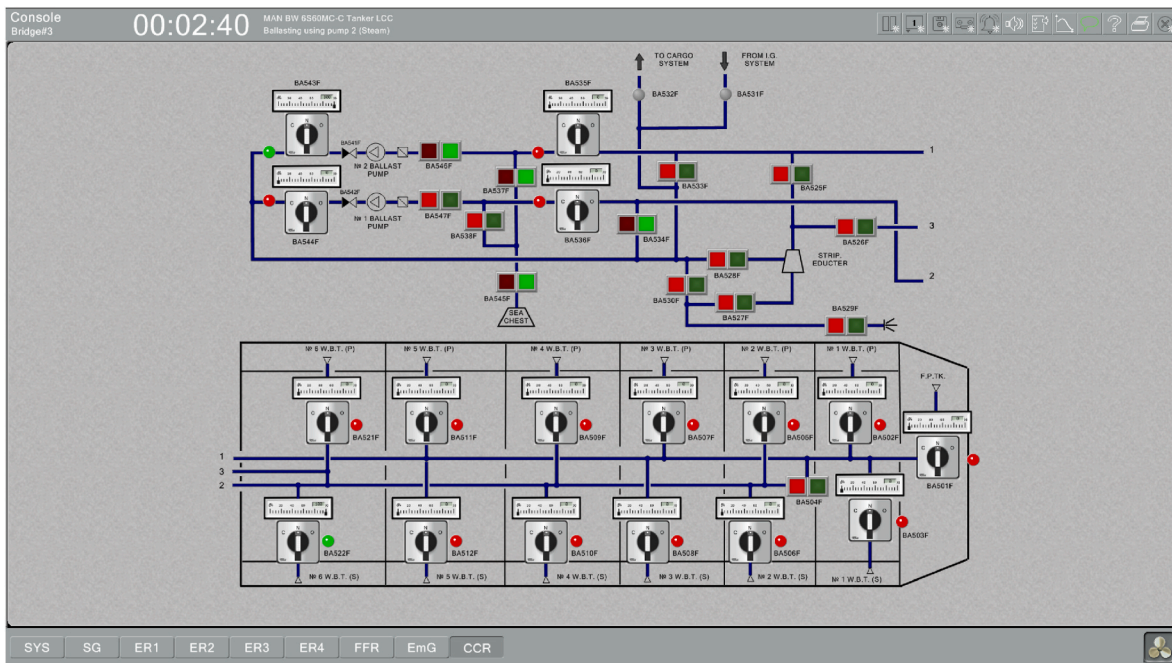 Console
Bridge#3
00:02:40
MAN BW 6S60MC-C Tanker LCC
Ballasting using pump 2 (Steam)
TO CARGO
SYSTEM
FROM I.G.
SYSTEM
BA543F
BA535F
BA532F
BA531F
BA541F
№ 2 BALLAST
PUMP
BA545F
1
BA537F
BA533F
BA525F
BA542F
№ 1 BALLAST
PUMP
BA547F
BA544F
BA538F
BA536F
BA534F
BA526F
3
STRIP.
EDUCTER
BA528F
2
BA545F
BA530F
BA527F
BA529F
SEA
CHEST
№ 6 W.B.T. (P)
№ 5 W.B.T. (P)
№ 4 W.B.T. (P)
№ 3 W.B.T. (P)
№ 2 W.B.T. (P)
№ 1 W.B.T. (P)
F.P.TK.
BA521F
BA511F
BA509F
BA507F
BA505F
BA502F
1
3
2
BA501F
BA504F
BA503F
BA522F
BA512F
BA510F
BA508F
BA506F
№ 6 W.B.T. (S)
№ 5 W.B.T. (S)
№ 4 W.B.T. (S)
№ 3 W.B.T. (S)
№ 2 W.B.T. (S)
№ 1 W.B.T. (S)
SYS
SG
ER1
ER2
ER3
ER4
FFR
EmG
CCR